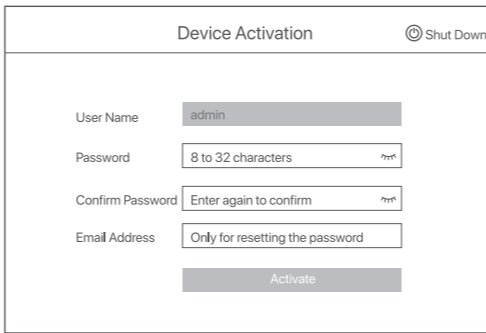 Device Activation
Shut Down
User Name
admin
Password
8 to 32 characters
Confirm Password
Enter again to confirm
Email Address
Only for resetting the password
Activate